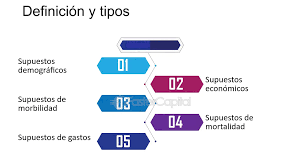 Definición y tipos
Supuestos
demográficos
01
02
Supuestos
económicos
Supuestos de
morbilidad
03
04
Supuestos de
mortalidad
Supuestos de gastos
05